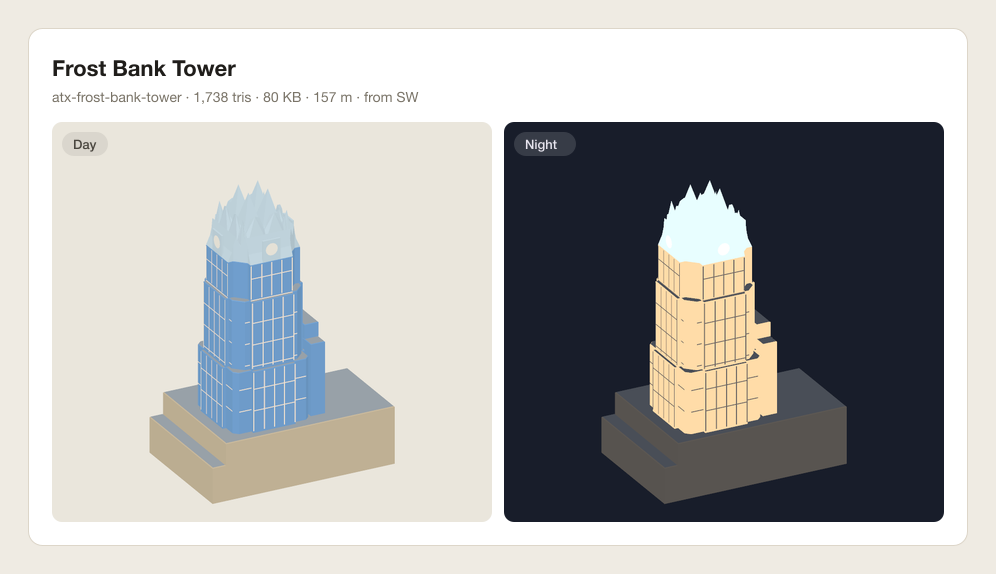 Frost Bank Tower
atx-frost-bank-tower · 1,738 tris · 80 KB · 157 m · from SW
Day
Night